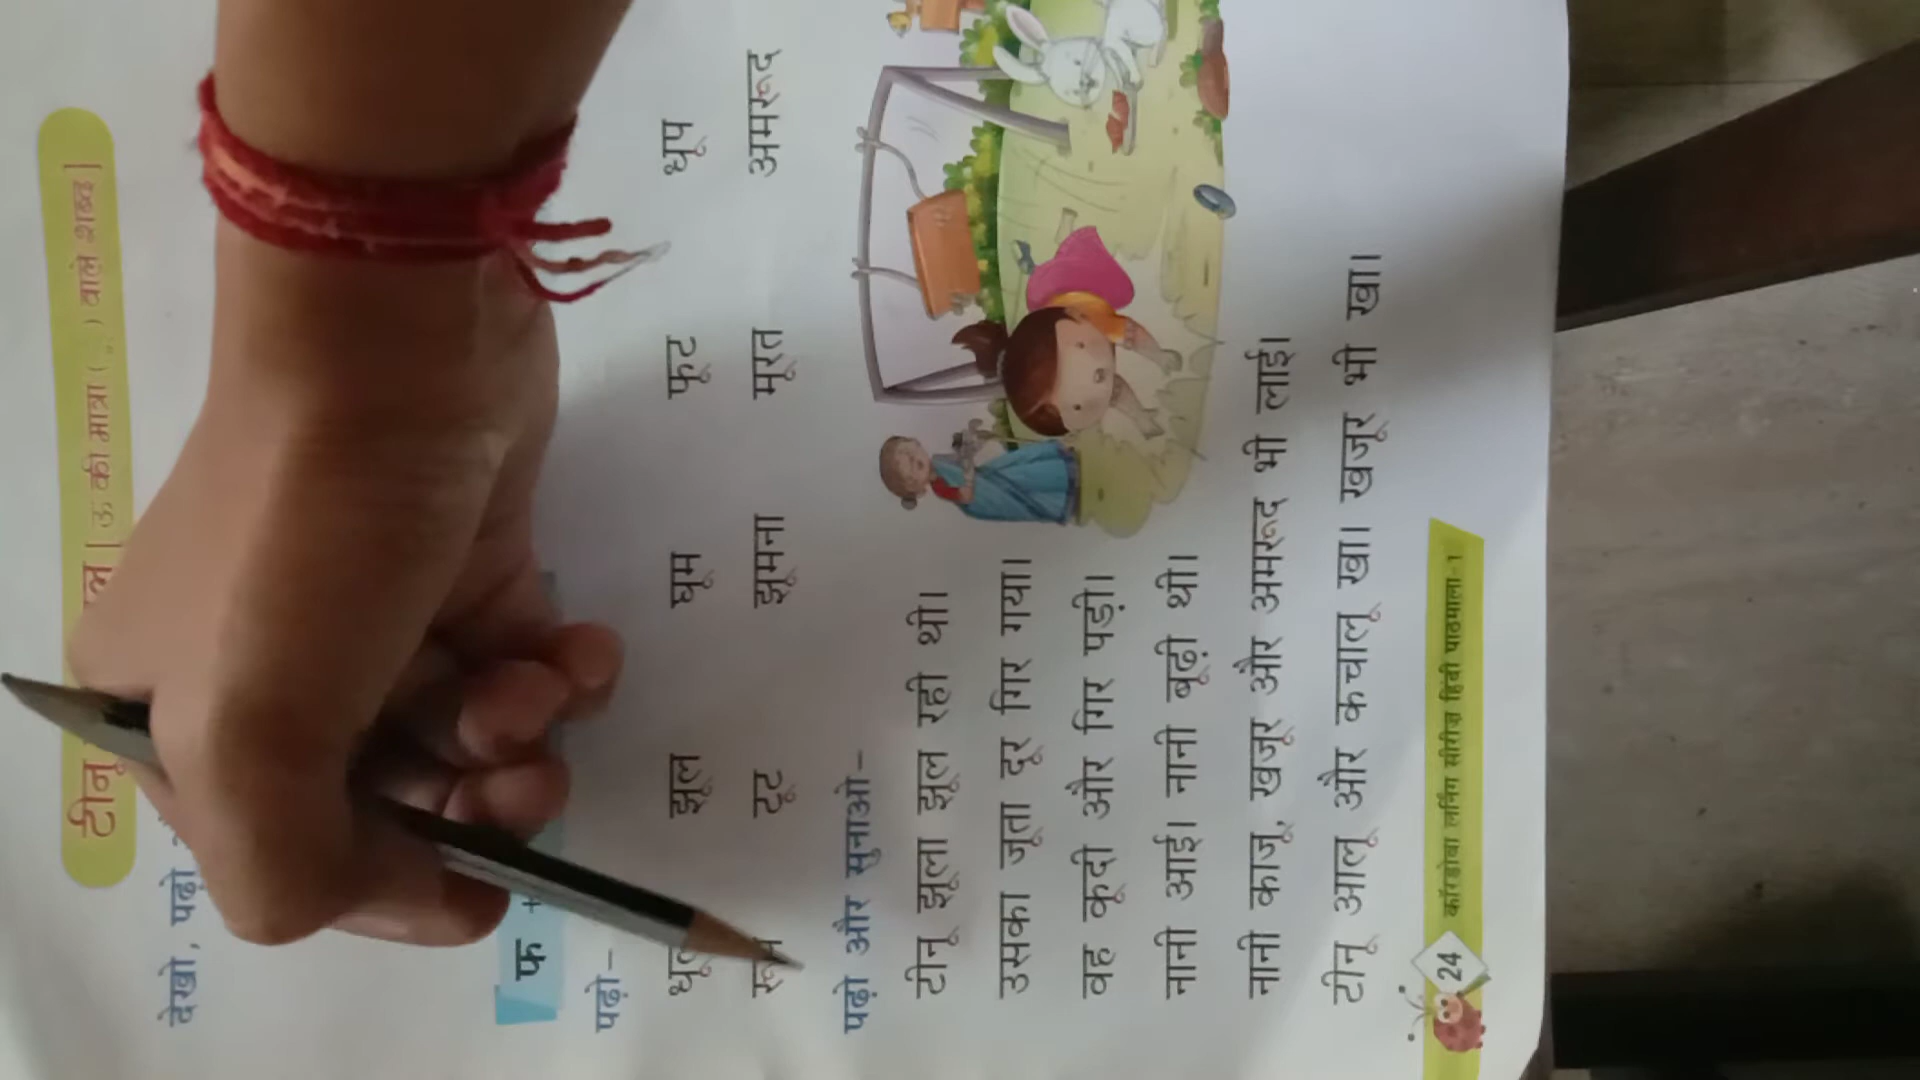 टीनू [ ऊ की मात्रा ( ू ) वाले शब्द ]
देखो, पढ़ो
फ +
पढ़ो–
झूल घूम फूट धूप
टूट झूमना मूरत अमरूद
पढ़ो और सुनाओ–
टीनू झूला झूल रही थी।
उसका जूता दूर गिर गया।
वह कूदी और गिर पड़ी।
नानी आई। नानी बूढ़ी थी।
नानी काजू, खजूर और अमरूद भी लाई।
टीनू आलू और कचालू खा। खजूर भी खा।
24 कॉरडोवा लर्निंग सीरीज़ हिंदी पाठमाला-1